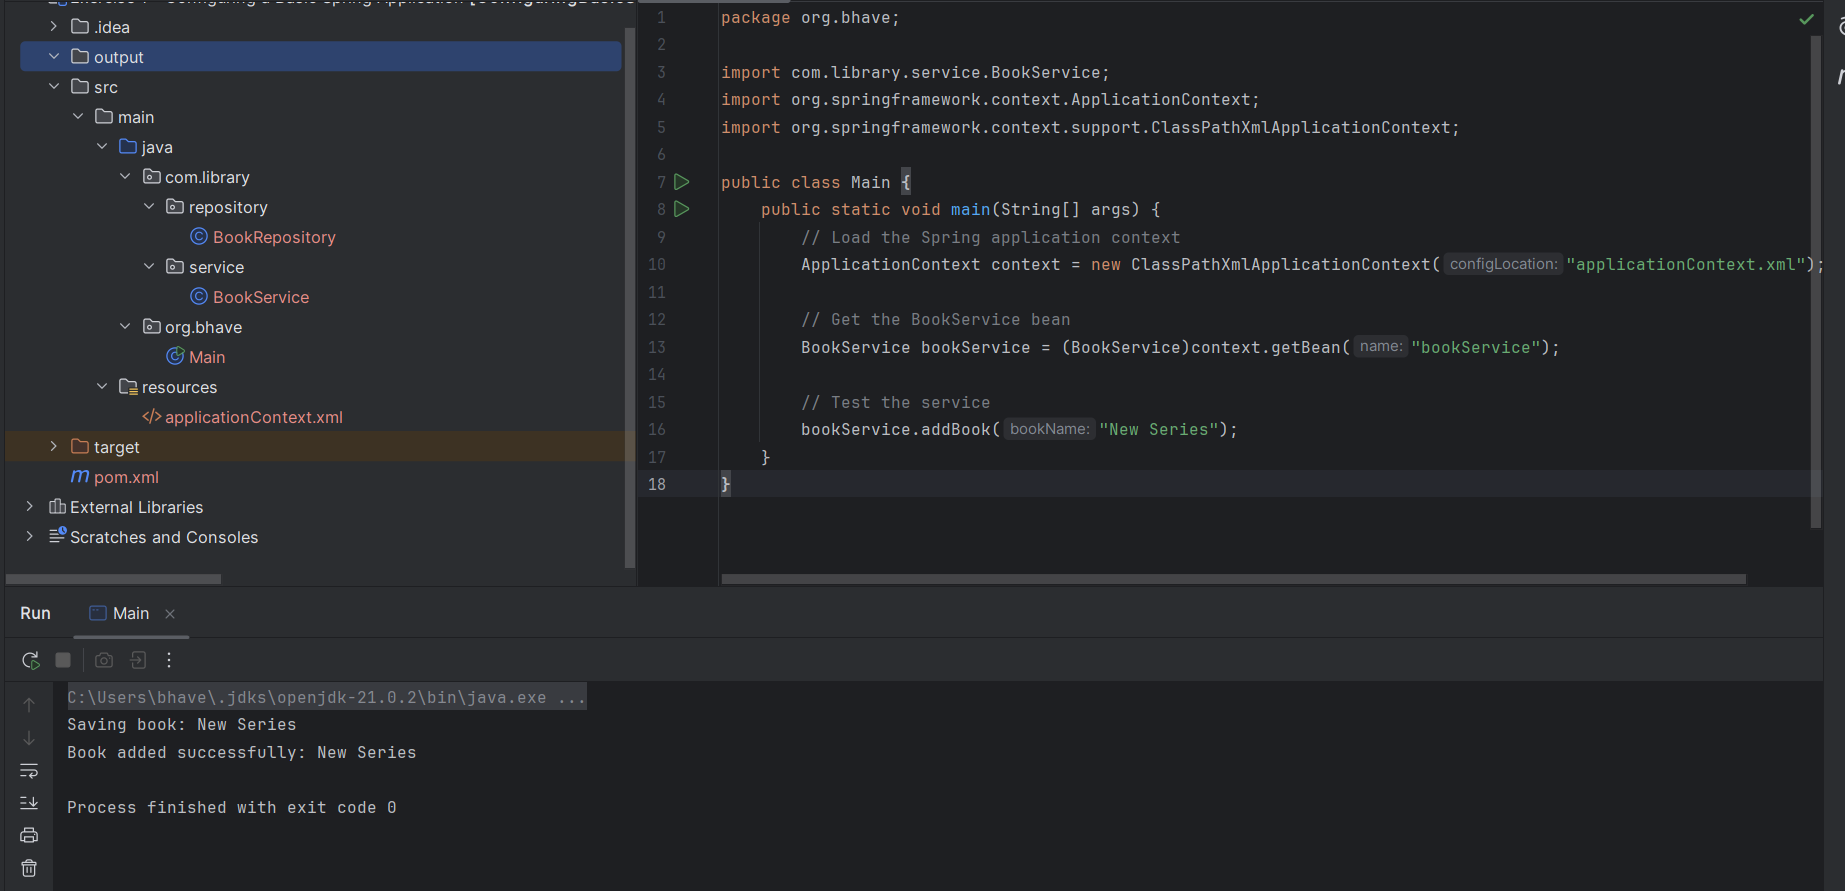 .idea
output
src
main
java
com.library
repository
BookRepository
service
BookService
org.bhave
Main
resources
applicationContext.xml
target
pom.xml
External Libraries
Scratches and Consoles
1 package org.bhave;
2
3 import com.library.service.BookService;
4 import org.springframework.context.ApplicationContext;
5 import org.springframework.context.support.ClassPathXmlApplicationContext;
6
7 public class Main {
8 public static void main(String[] args) {
9 // Load the Spring application context
10 ApplicationContext context = new ClassPathXmlApplicationContext( configLocation: "applicationContext.xml");
11
12 // Get the BookService bean
13 BookService bookService = (BookService)context.getBean( name: "bookService");
14
15 // Test the service
16 bookService.addBook( bookName: "New Series");
17 }
18 }
Run Main
C:\Users\bhave\.jdks\openjdk-21.0.2\bin\java.exe ...
Saving book: New Series
Book added successfully: New Series
Process finished with exit code 0